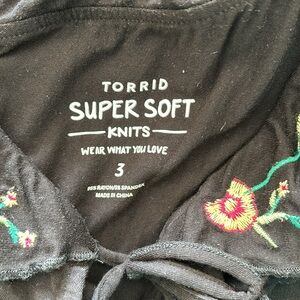 TORRID
SUPER SOFT
KNITS
WEAR WHAT YOU LOVE
3
MADE IN CHINA